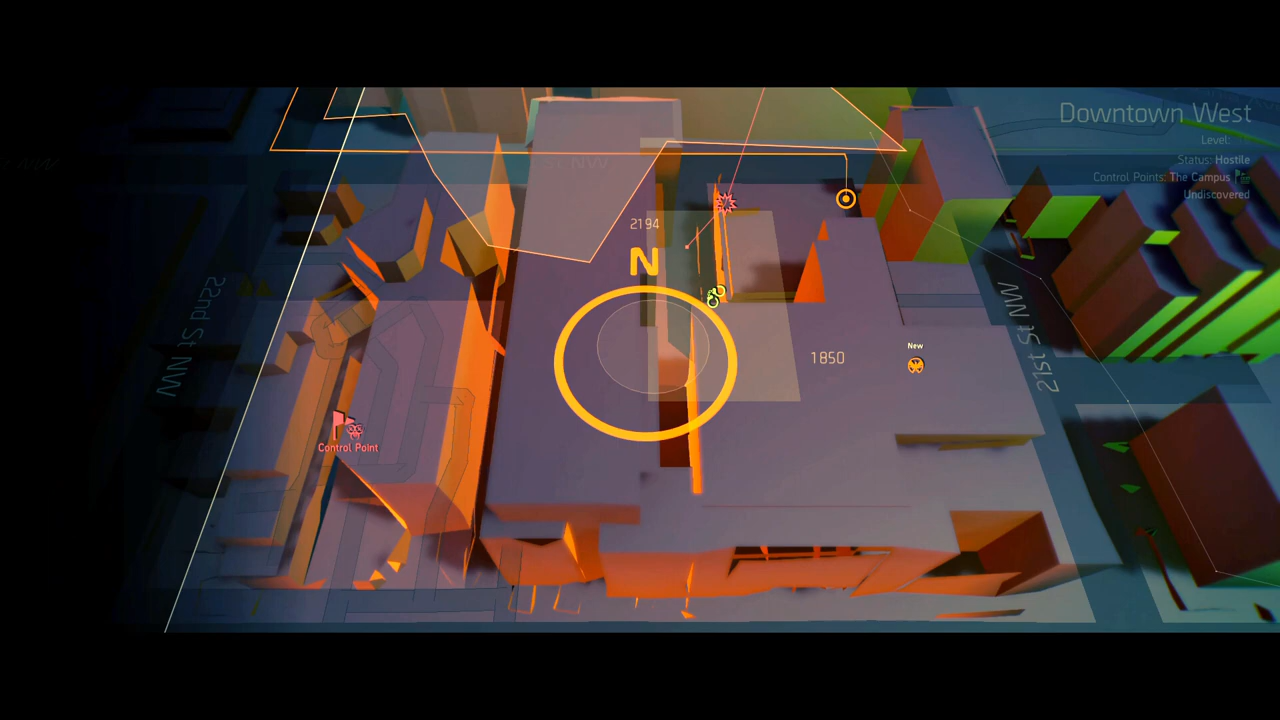 Downtown West
Level:
Status: Hostile
Control Points: The Campus
Undiscovered
2194
N
22nd St NW
21st St NW
New
1850
Control Point